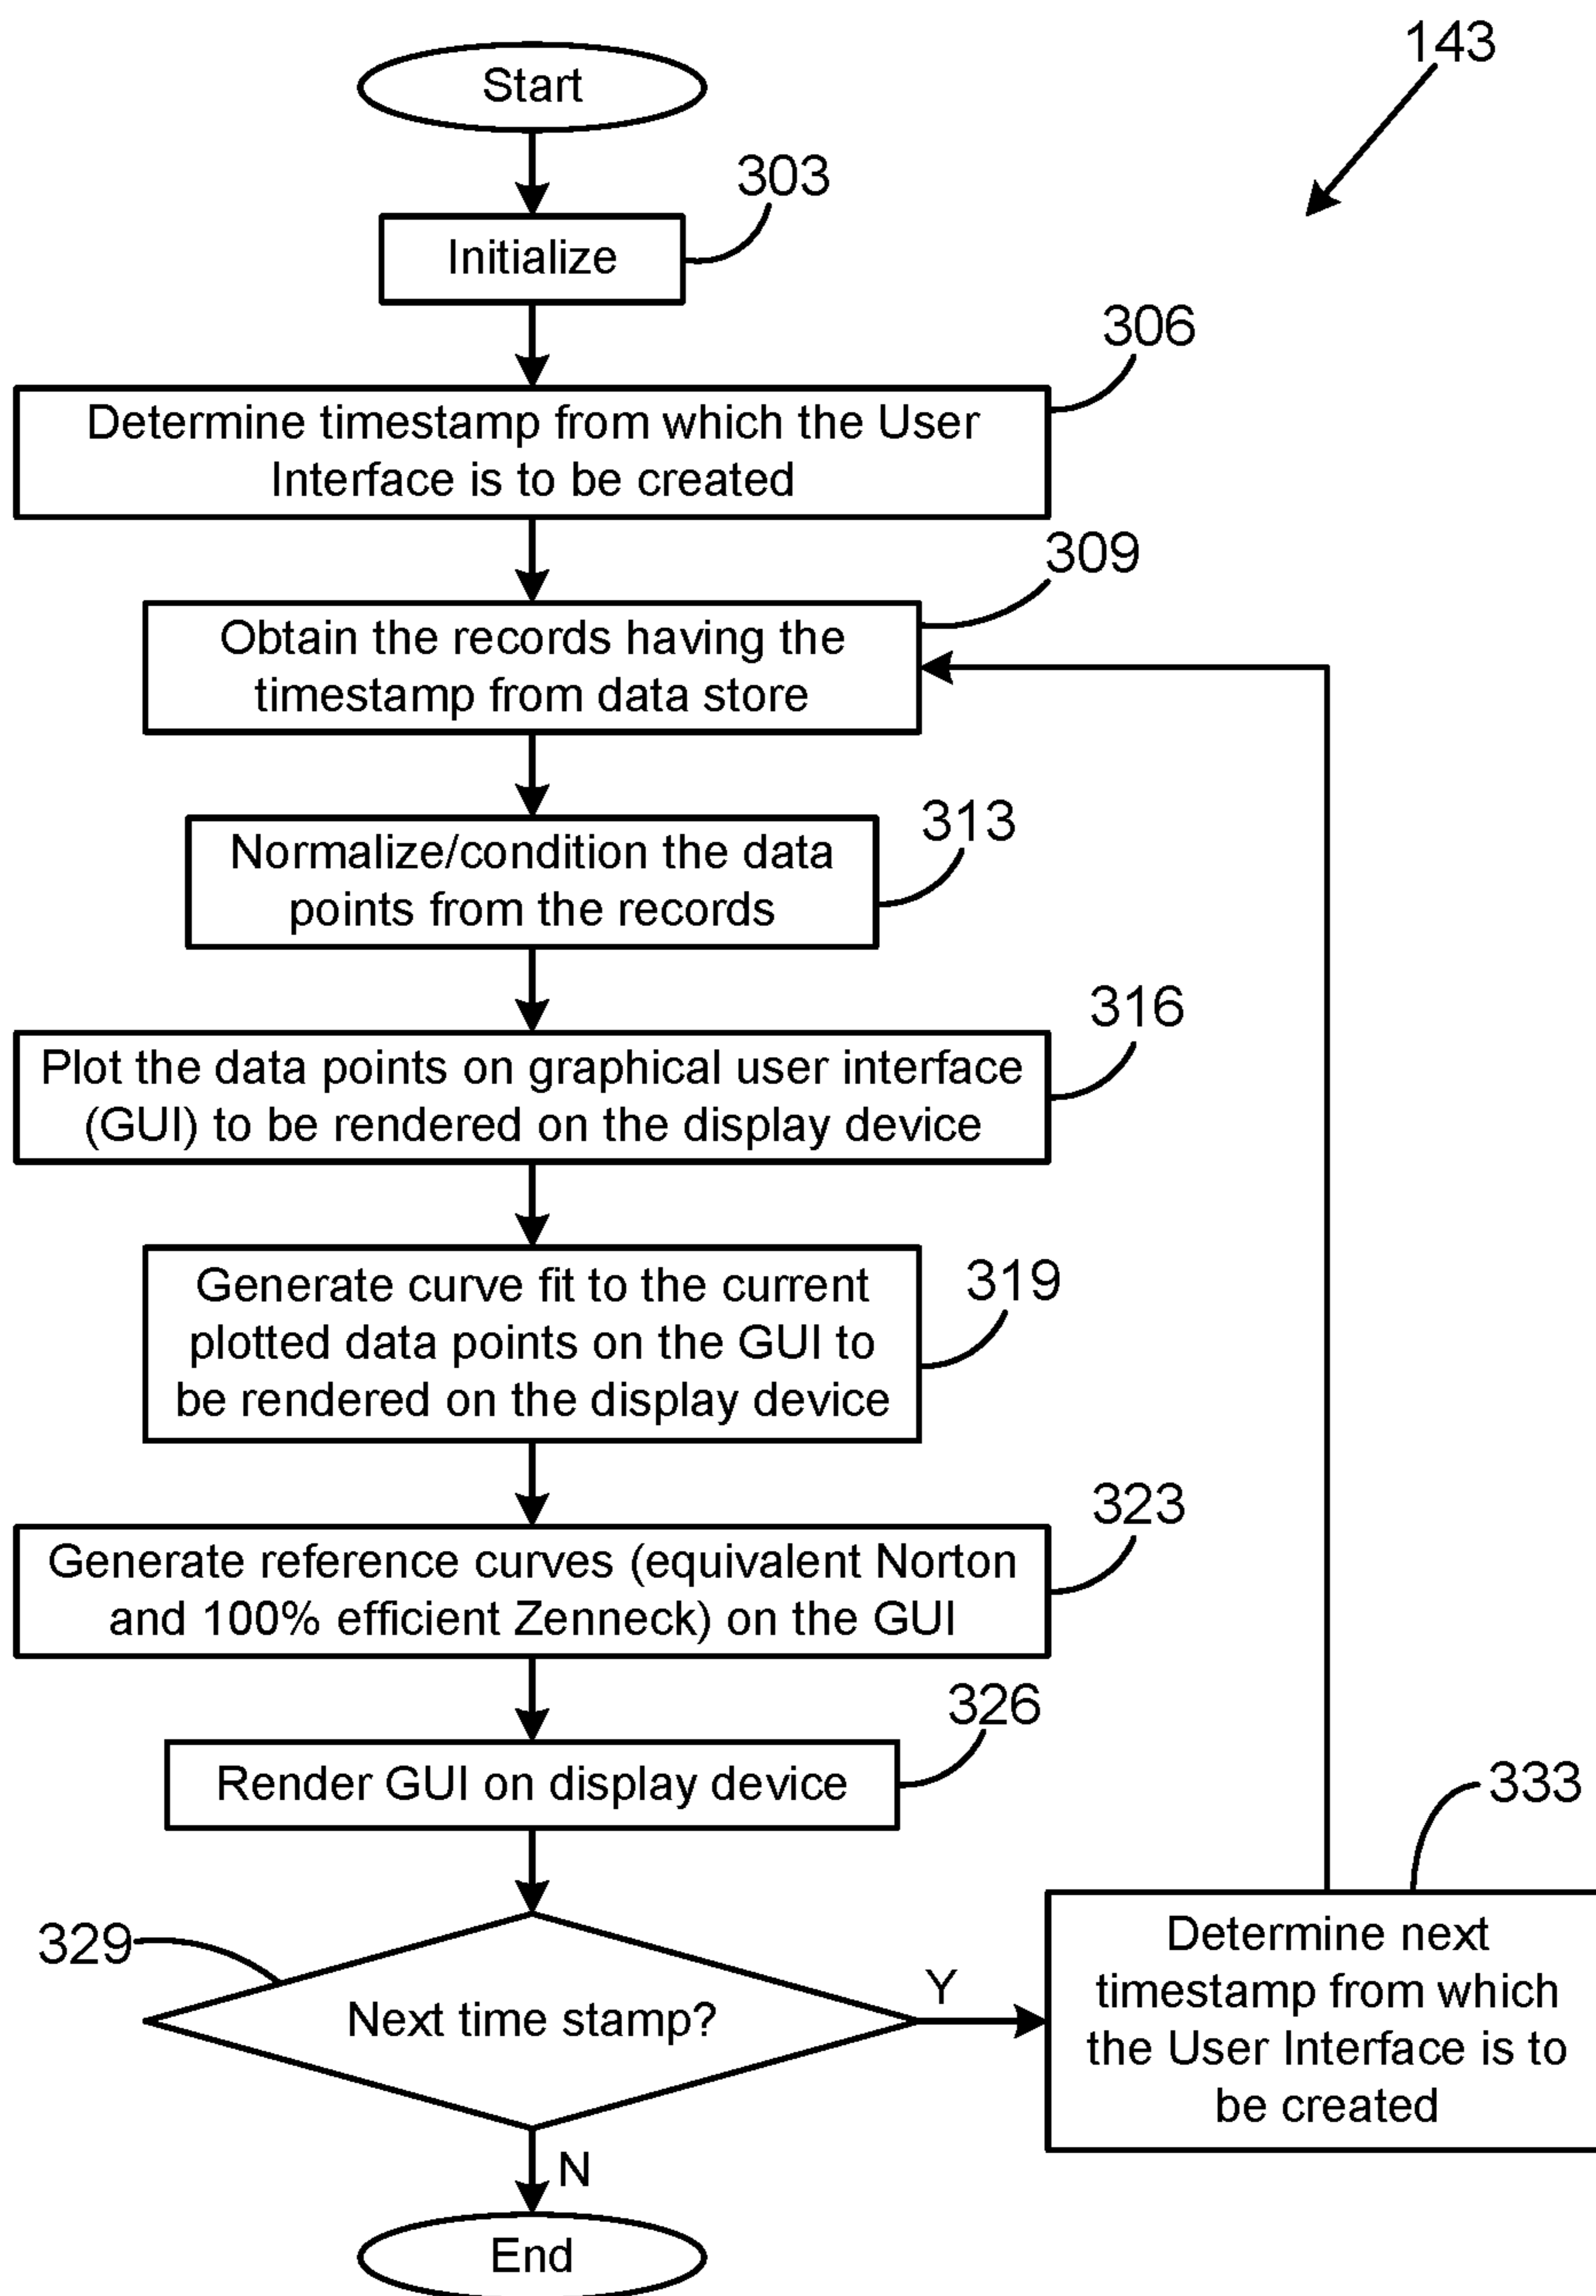 143
Start
303
Initialize
306
Determine timestamp from which the User
Interface is to be created
309
Obtain the records having the
timestamp from data store
313
Normalize/condition the data
points from the records
316
Plot the data points on graphical user interface
(GUI) to be rendered on the display device
319
Generate curve fit to the current
plotted data points on the GUI to
be rendered on the display device
323
Generate reference curves (equivalent Norton
and 100% efficient Zenneck) on the GUI
326
Render GUI on display device
333
329
Next time stamp?
Y
Determine next
timestamp from which
the User Interface is to
be created
N
End